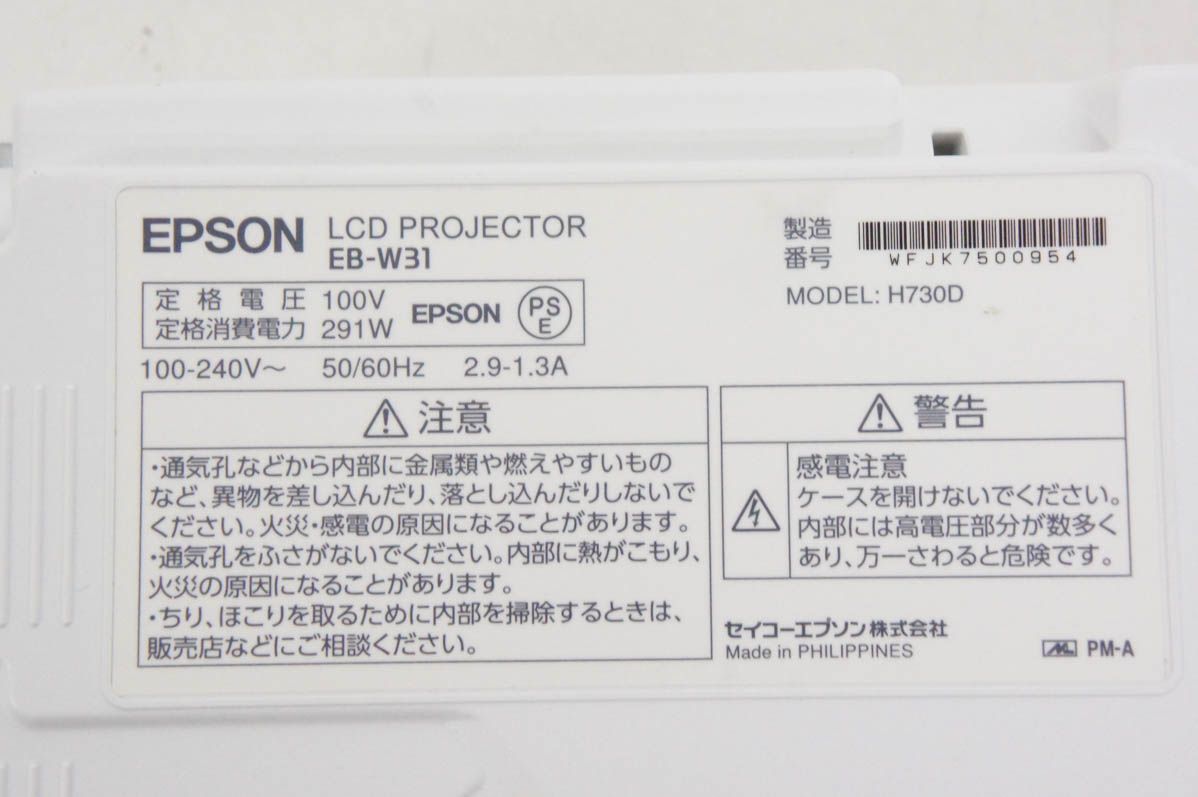 EPSON LCD PROJECTOR
EB-W31
製造
番号
WFJK7500954
MODEL: H730D
定格電圧 100V
定格消費電力 291W
EPSON
PS
E
100-240V～ 50/60Hz 2.9-1.3A
注意
・通気孔などから内部に金属類や燃えやすいもの
など、異物を差し込んだり、落とし込んだりしないで
ください。火災・感電の原因になることがあります。
・通気孔をふさがないでください。内部に熱がこもり、
火災の原因になることがあります。
・ちり、ほこりを取るために内部を掃除するときは、
販売店などにご相談ください。
警告
感電注意
ケースを開けないでください。
内部には高電圧部分が数多く
あり、万一さわると危険です。
セイコーエプソン株式会社
Made in PHILIPPINES
PM-A